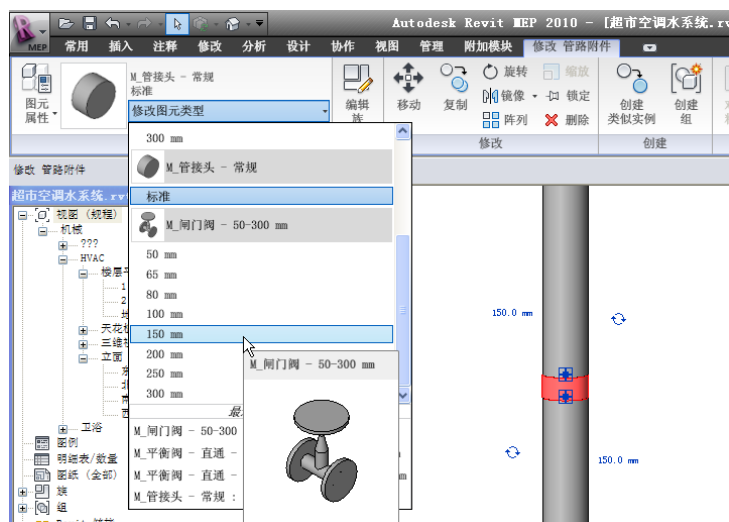 Autodesk Revit MEP 2010 - [超市空调水系统.rv
MEP
常用 插入 注释 修改 分析 设计 协作 视图 管理 附加模块 修改 管路附件
图元
属性
M_管接头 - 常规
标准
修改图元类型
编辑
族
移动
复制
旋转
镜像
阵列
缩放
锁定
删除
创建
类似实例
创建
组
修改
创建
修改 管路附件
超市空调水系统.rv
视图 (规程)
机械
???
HVAC
楼层
1
2
天花
三维
立面
卫浴
图例
明细表/数量
图纸 (全部)
族
组
300 mm
M_管接头 - 常规
标准
M_闸门阀 - 50-300 mm
50 mm
65 mm
80 mm
100 mm
150 mm
200 mm
250 mm
300 mm
M_闸门阀 - 50-300
M_平衡阀 - 直通 -
M_平衡阀 - 直通 -
M_管接头 - 常规 :
M_闸门阀 - 50-300 mm
150.0 mm
150.0 mm